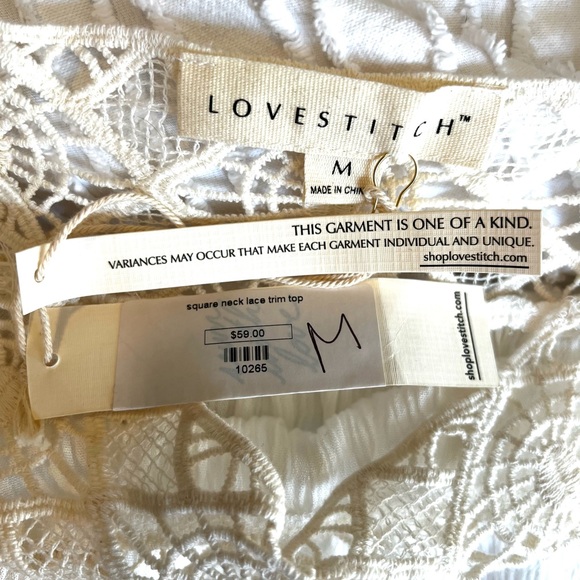 LOVESTITCH™
M
MADE IN CHIN
THIS GARMENT IS ONE OF A KIND.
VARIANCES MAY OCCUR THAT MAKE EACH GARMENT INDIVIDUAL AND UNIQUE.
shoplovestitch.com
square neck lace trim top
$59.00
10265
M
shoplovestitch.com